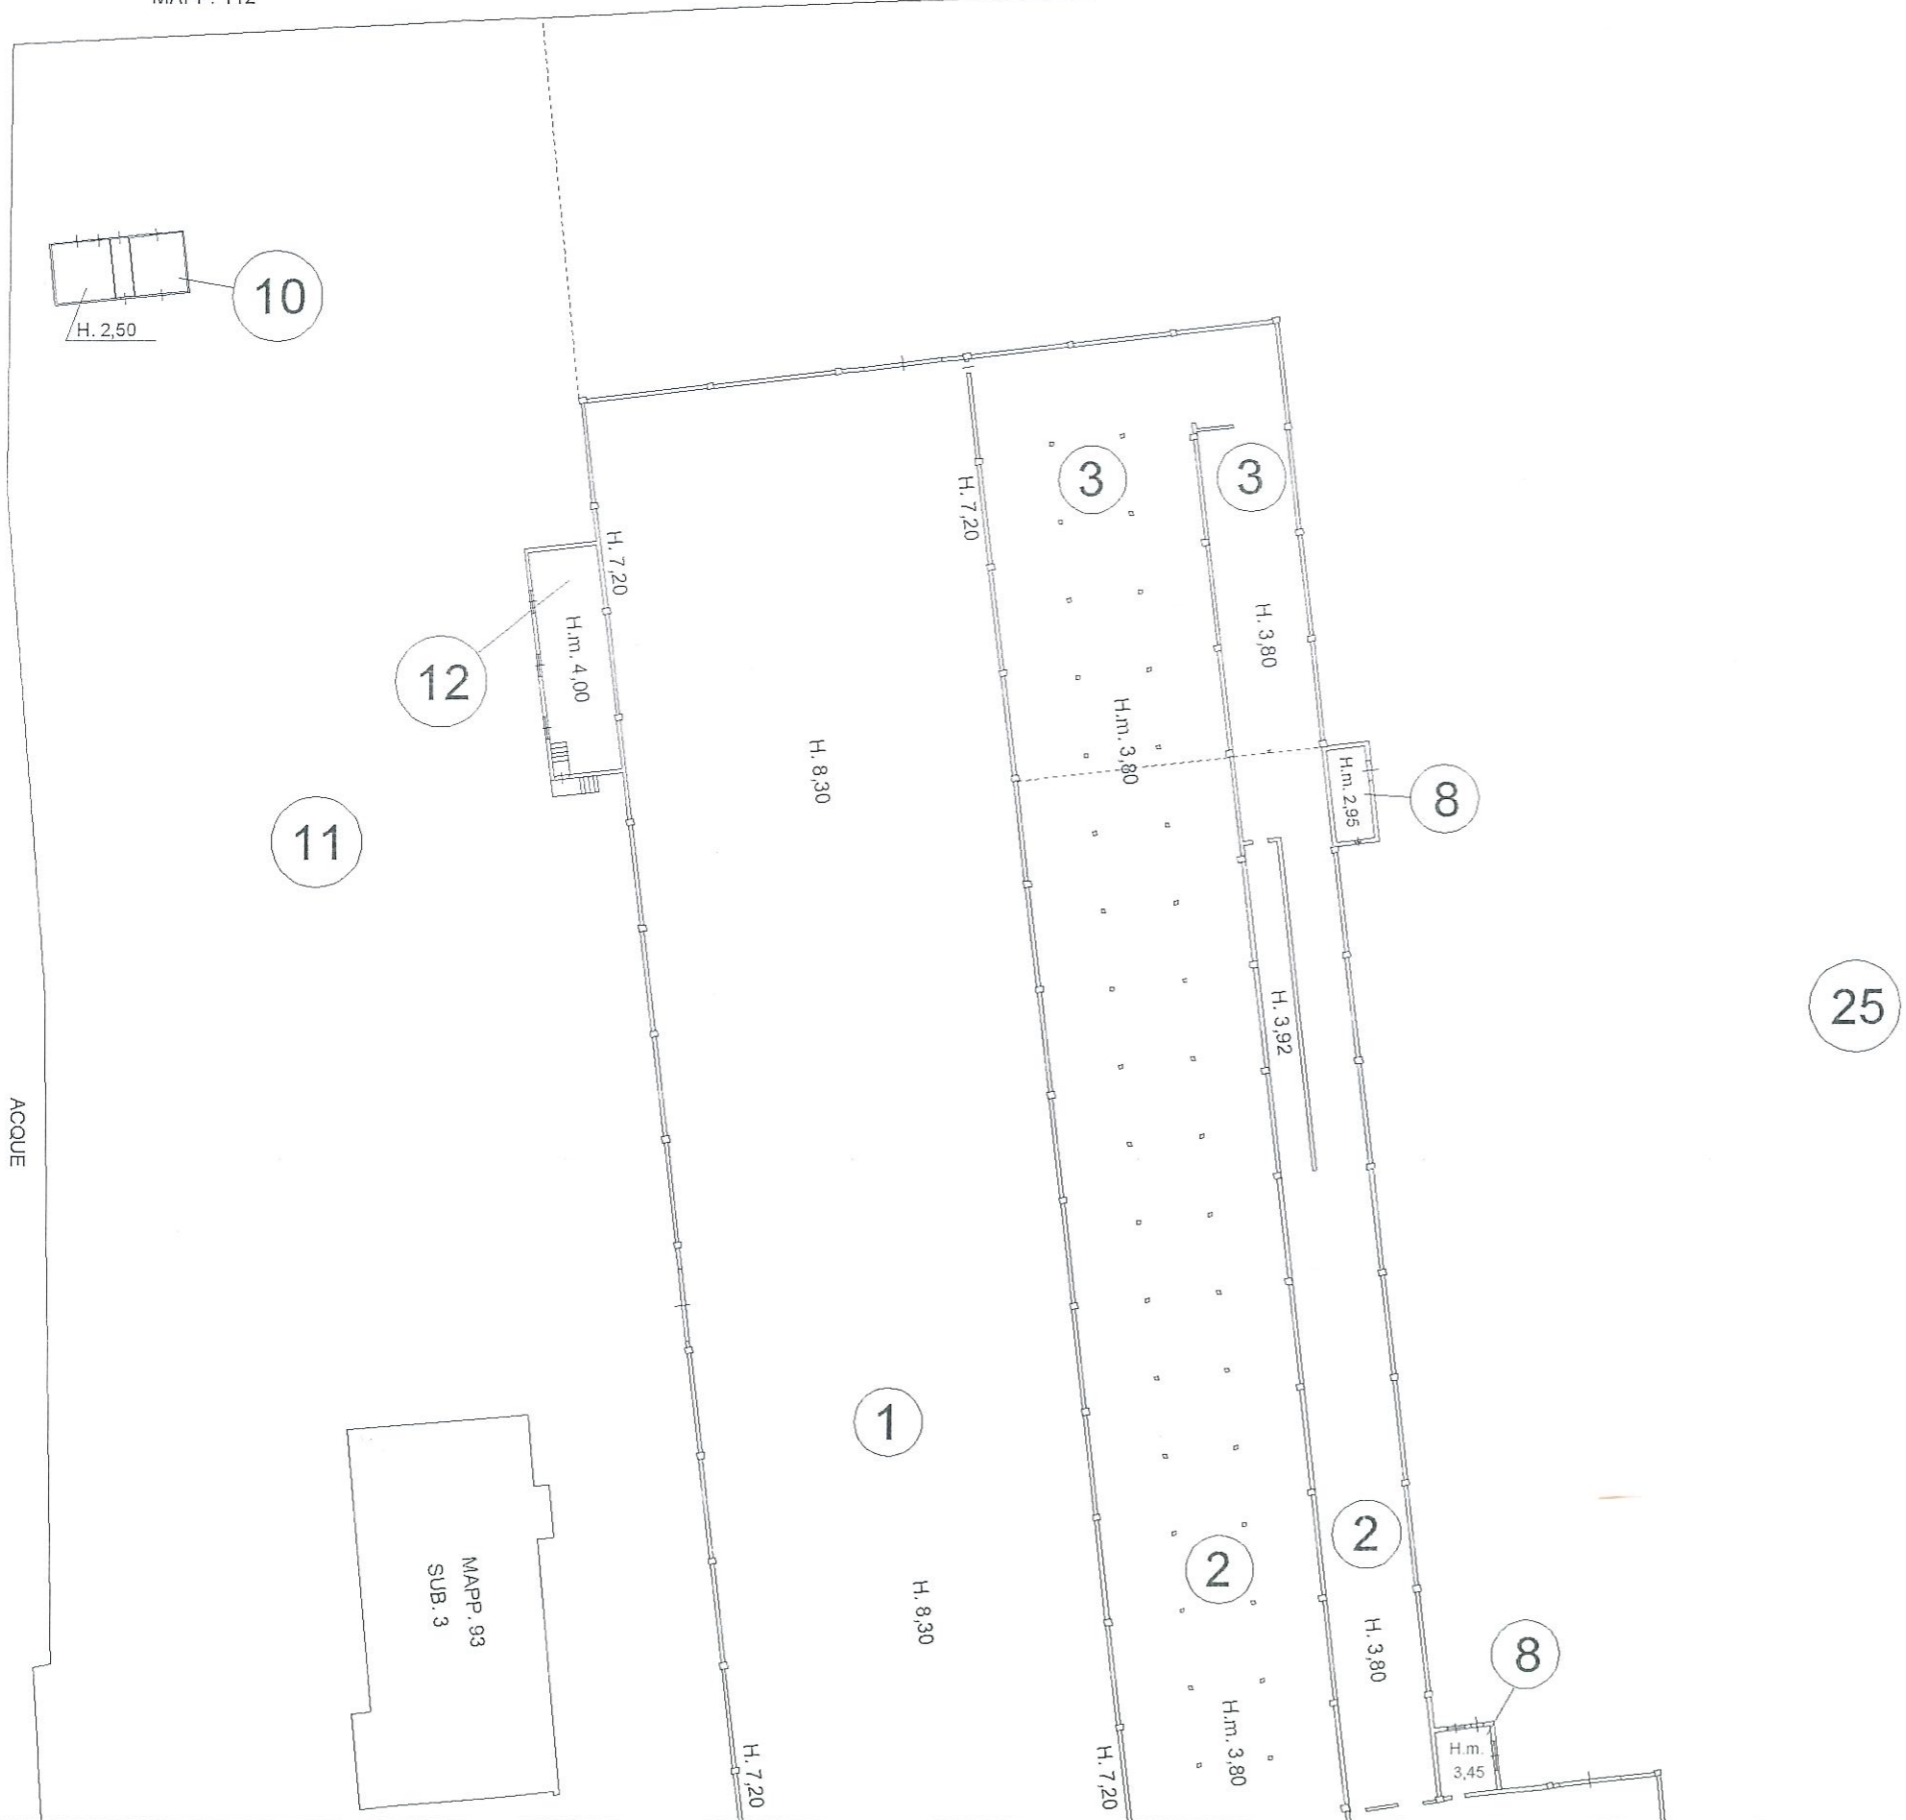 MAPP. 112
10
H. 2,50
3
3
H. 7,20
H. 7,20
12
H.m. 4,00
H. 3,80
H.m. 3,80
H. 8,30
H.m. 2,95
8
11
25
H. 3,92
ACQUE
1
2
2
MAPP. 93
SUB. 3
H. 8,30
H. 3,80
8
H.m. 3,80
H.m.
3,45
H. 7,20
H. 7,20